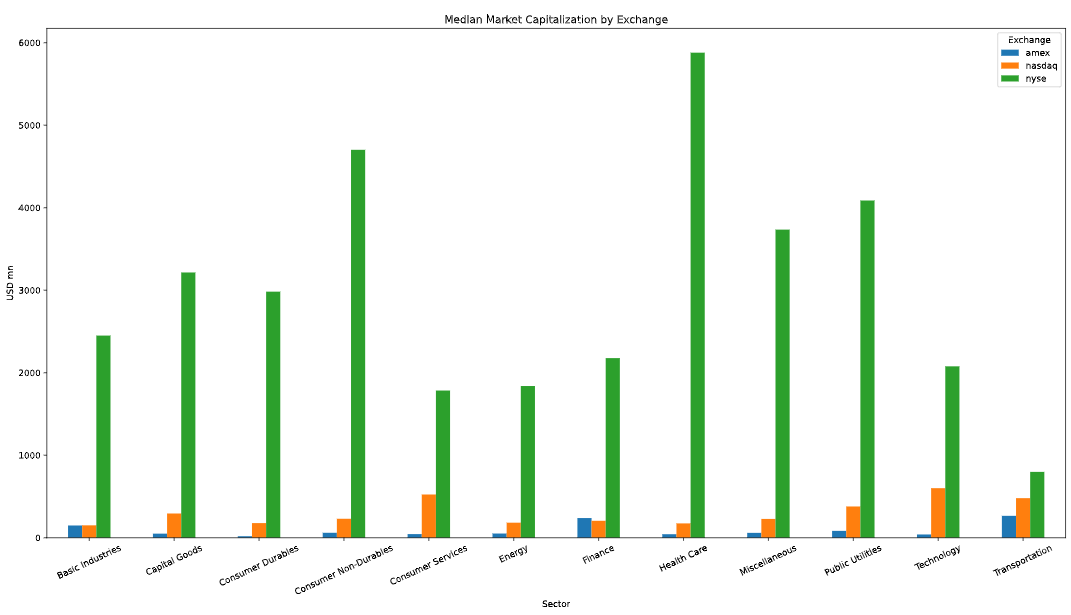 Median Market Capitalization by Exchange
Exchange
amex
nasdaq
nyse
USD mn
6000
5000
4000
3000
2000
1000
0
Basic Industries
Capital Goods
Consumer Durables
Consumer Non-Durables
Consumer Services
Energy
Finance
Health Care
Miscellaneous
Public Utilities
Technology
Transportation
Sector